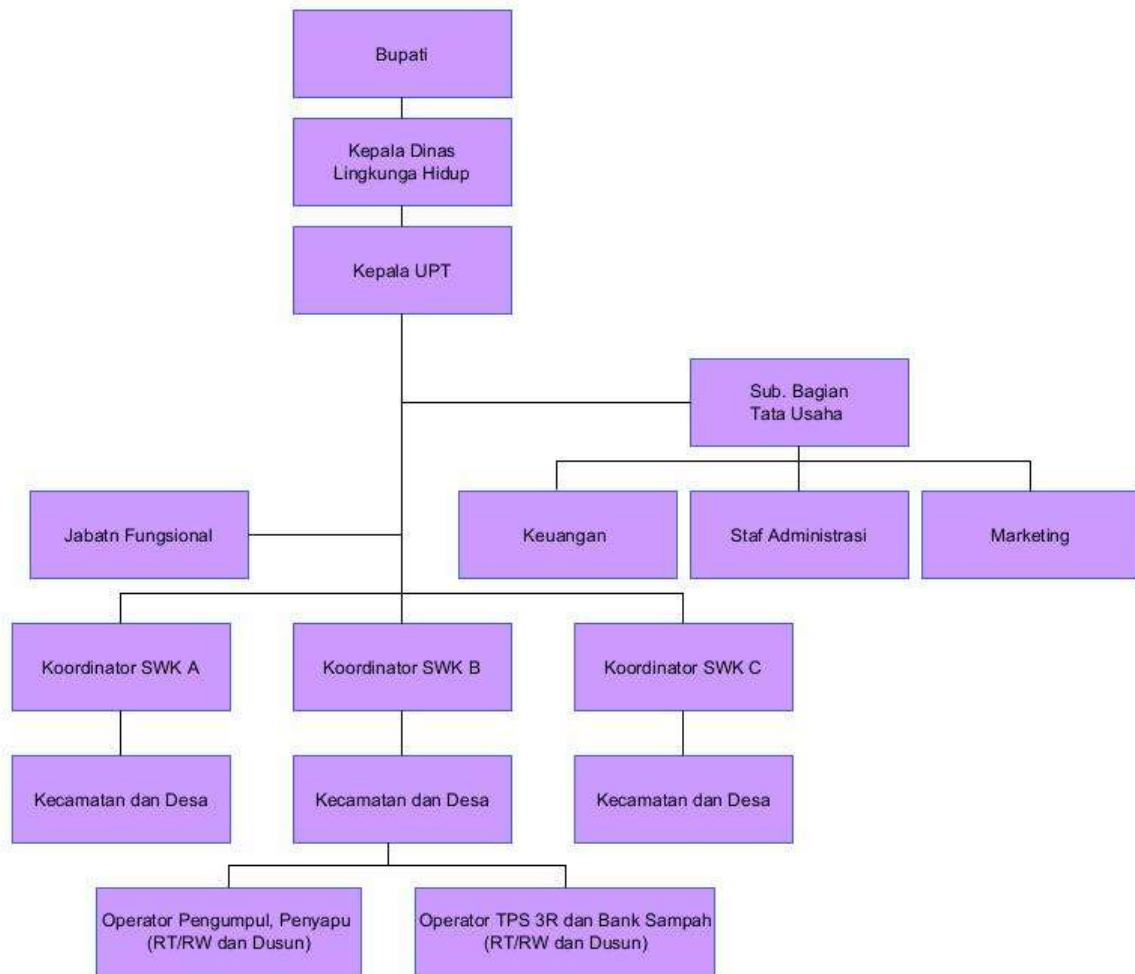 Bupati
Kepala Dinas
Lingkunga Hidup
Kepala UPT
Sub. Bagian
Tata Usaha
Jabatn Fungsional
Keuangan
Staf Administrasi
Marketing
Koordinator SWK A
Koordinator SWK B
Koordinator SWK C
Kecamatan dan Desa
Kecamatan dan Desa
Kecamatan dan Desa
Operator Pengumpul, Penyapu
(RT/RW dan Dusun)
Operator TPS 3R dan Bank Sampah
(RT/RW dan Dusun)